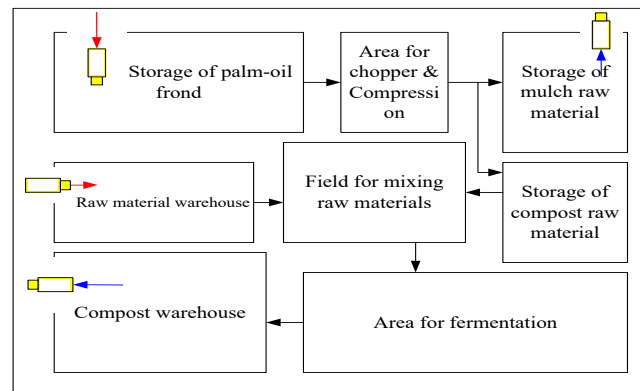 Storage of palm-oil
frond
Area for
chopper &
Compressi
on
Storage of
mulch raw
material
Raw material warehouse
Field for mixing
raw materials
Storage of
compost raw
material
Compost warehouse
Area for fermentation